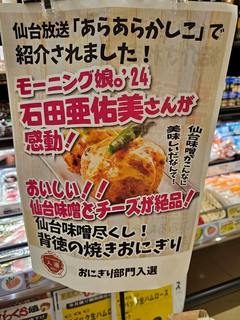 仙台放送「あらあらかしこ」で
紹介されました！
モーニング娘。'24
石田亜佑美さんが
感動！
仙台味噌がこんなに
美味しいだなんて〜
おいしい！！
仙台味噌とチーズが絶品！
仙台味噌尽くし！
背徳の焼きおにぎり
おにぎり部門入選